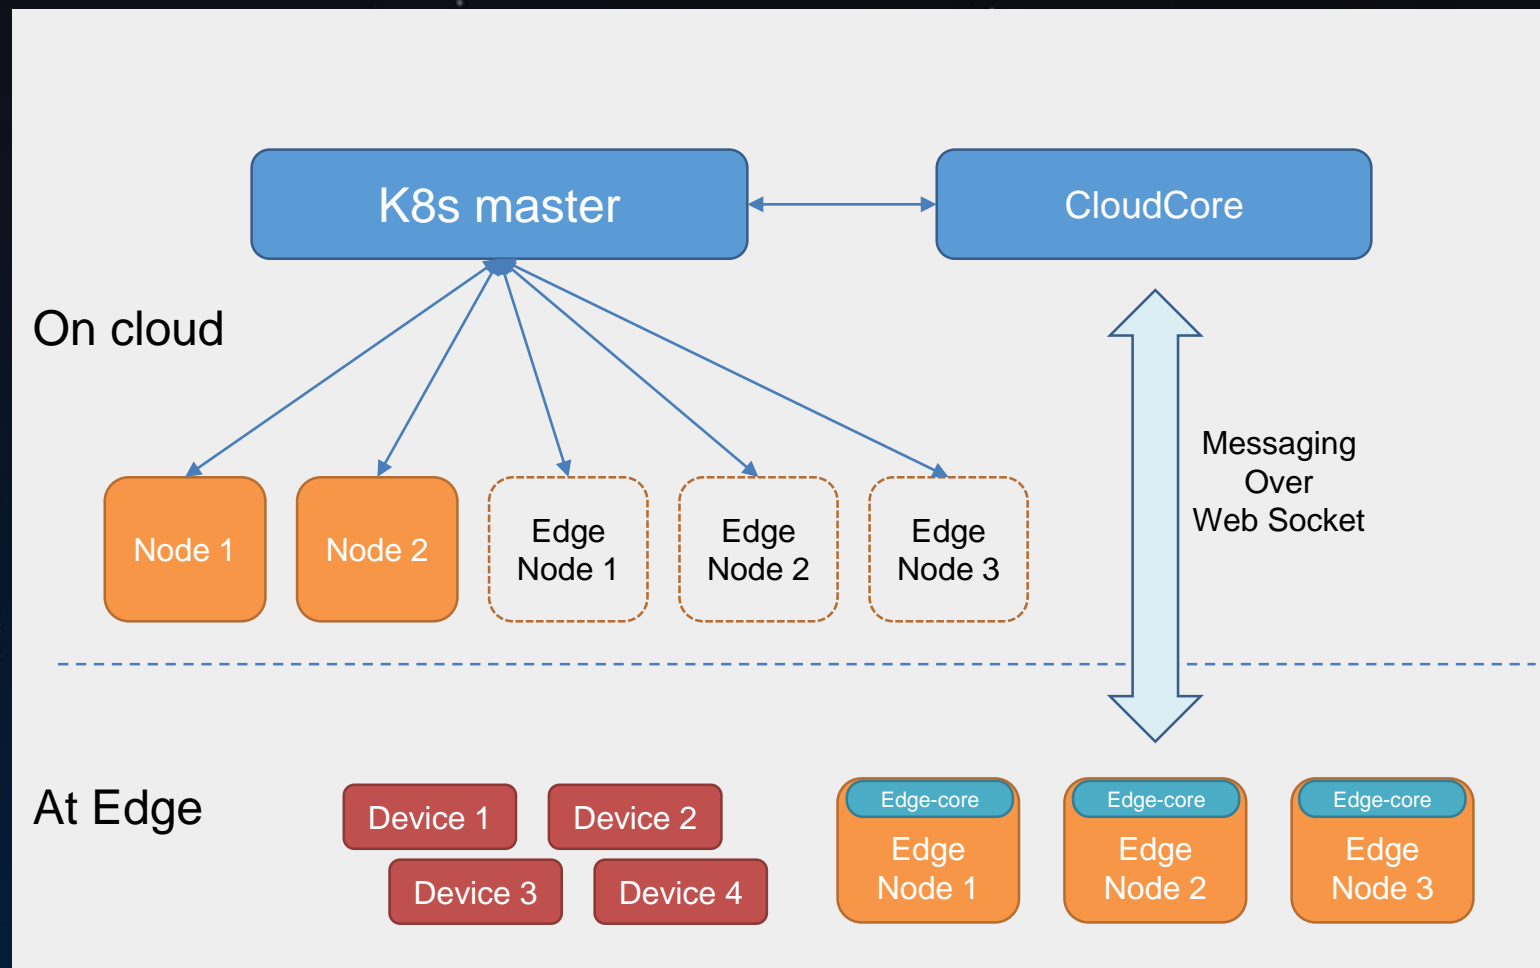 K8s master
CloudCore
On cloud
Messaging
Over
Web Socket
Node 1
Node 2
Edge
Node 1
Edge
Node 2
Edge
Node 3
At Edge
Device 1
Device 2
Device 3
Device 4
Edge-core
Edge
Node 1
Edge-core
Edge
Node 2
Edge-core
Edge
Node 3